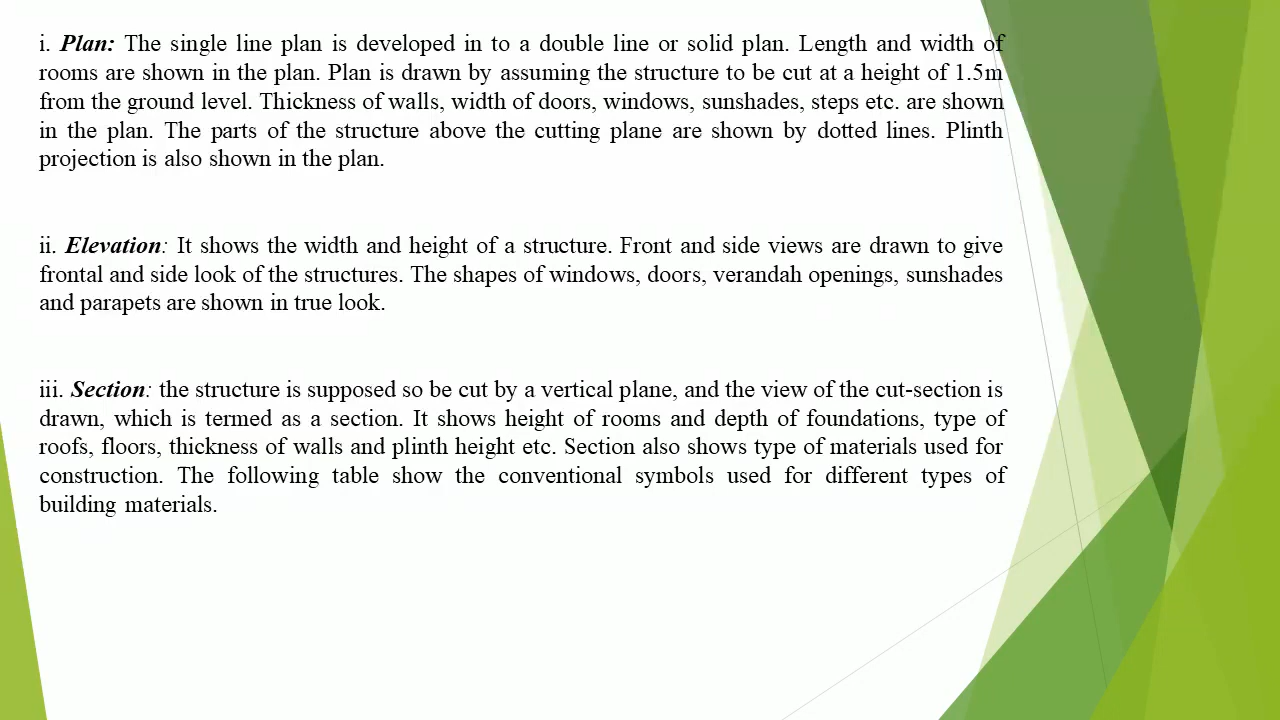 i. Plan: The single line plan is developed in to a double line or solid plan. Length and width of
rooms are shown in the plan. Plan is drawn by assuming the structure to be cut at a height of 1.5m
from the ground level. Thickness of walls, width of doors, windows, sunshades, steps etc. are shown
in the plan. The parts of the structure above the cutting plane are shown by dotted lines. Plinth
projection is also shown in the plan.
ii. Elevation: It shows the width and height of a structure. Front and side views are drawn to give
frontal and side look of the structures. The shapes of windows, doors, verandah openings, sunshades
and parapets are shown in true look.
iii. Section: the structure is supposed so be cut by a vertical plane, and the view of the cut-section is
drawn, which is termed as a section. It shows height of rooms and depth of foundations, type of
roofs, floors, thickness of walls and plinth height etc. Section also shows type of materials used for
construction. The following table show the conventional symbols used for different types of
building materials.